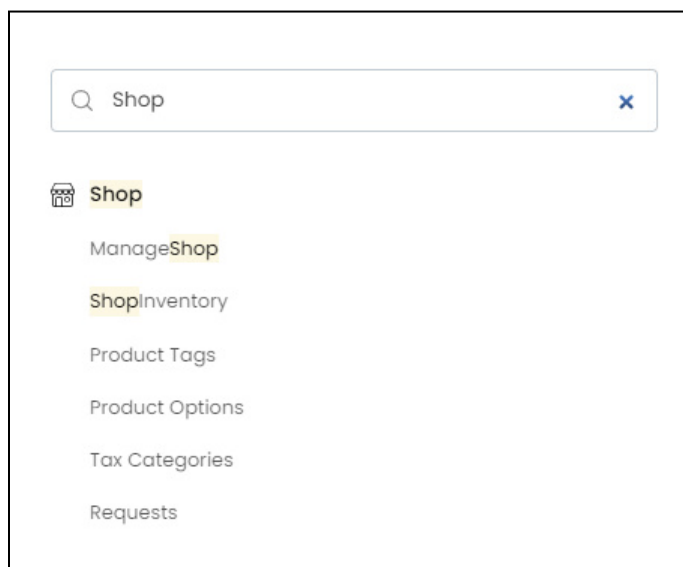 Shop
Shop
ManageShop
ShopInventory
Product Tags
Product Options
Tax Categories
Requests